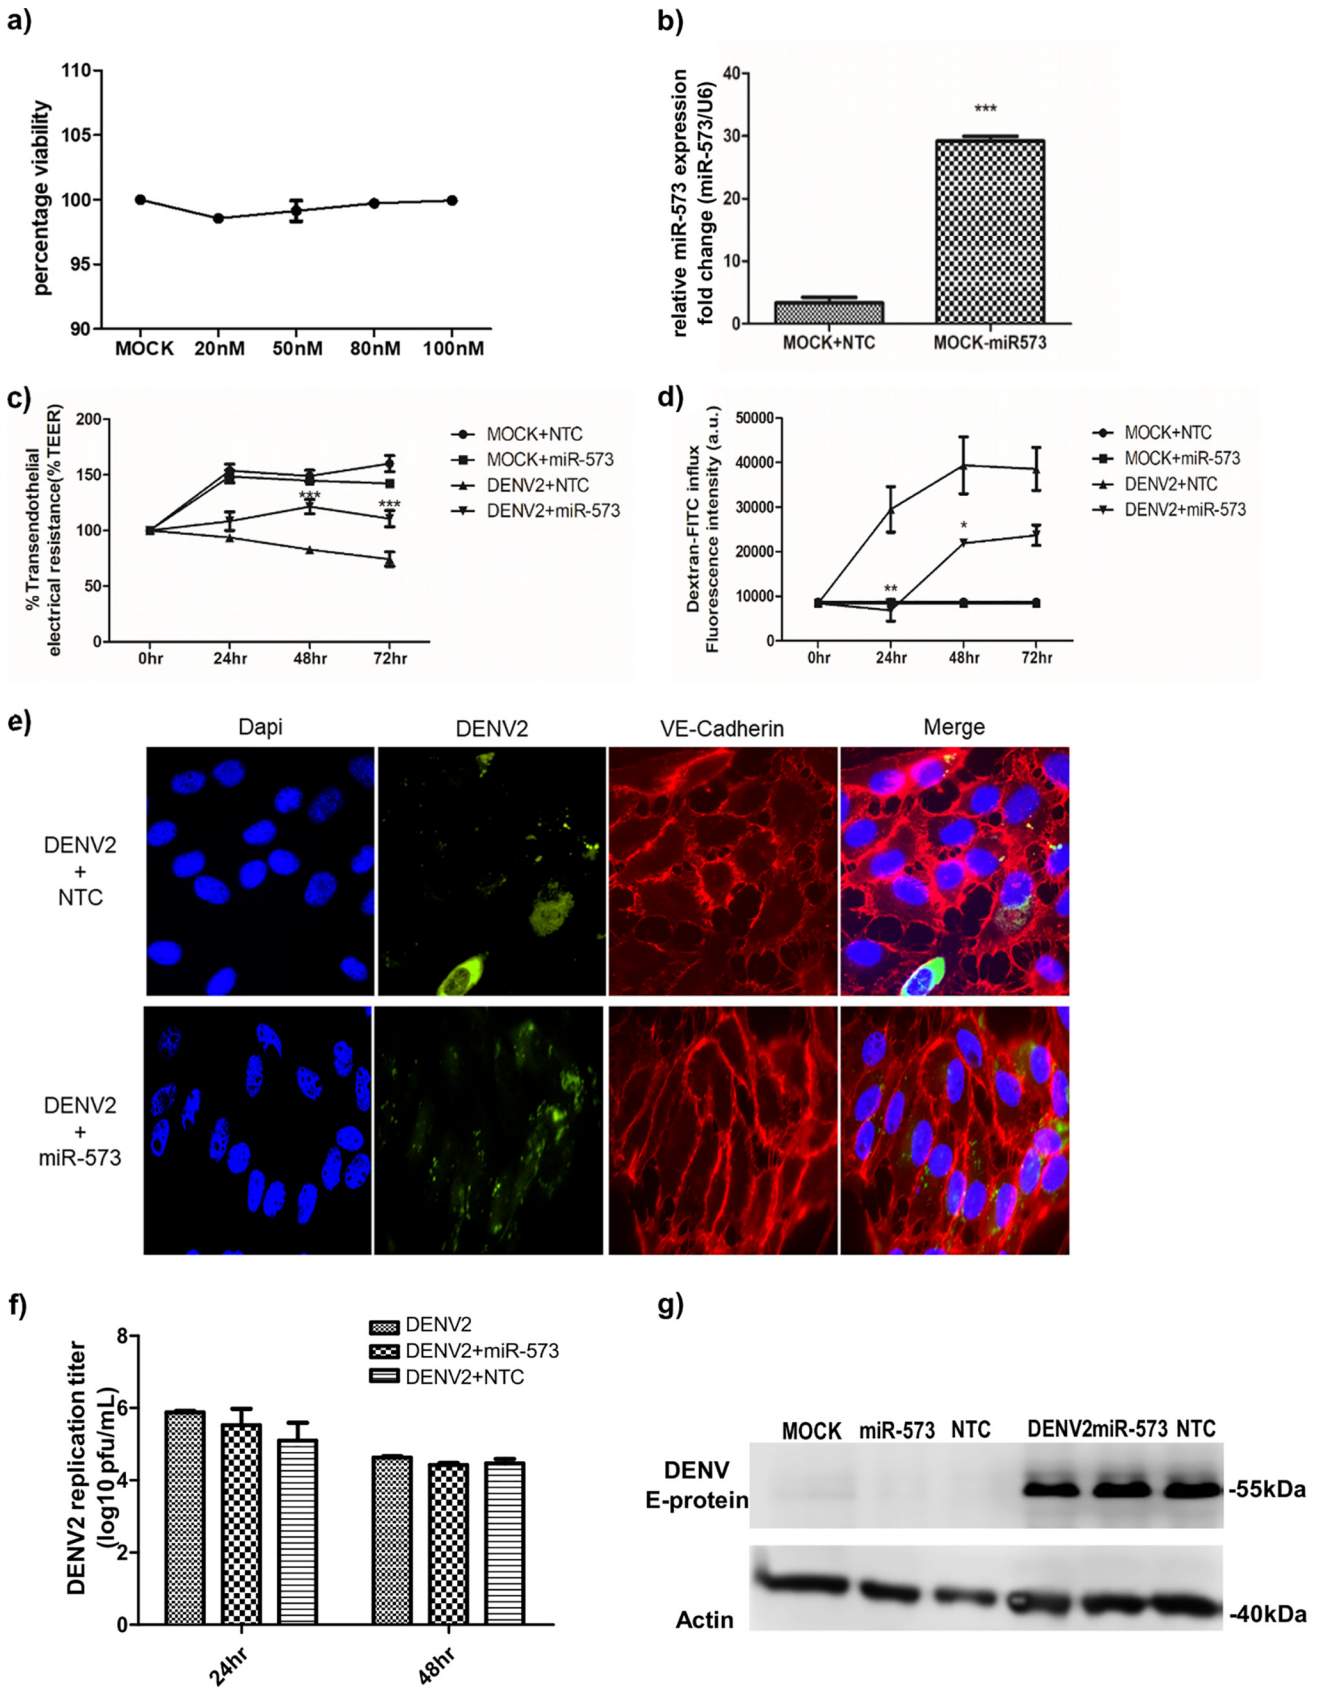 a)
percentage viability
110
105
100
95
90
MOCK 20nM 50nM 80nM 100nM
b)
relative miR-573 expression
fold change (miR-573/U6)
40
30
20
10
0
***
MOCK+NTC MOCK-miR573
c)
% Transendothelial
electrical resistance(%TEER)
200
150
100
50
0
***
***
0hr 24hr 48hr 72hr
MOCK+NTC
MOCK+miR-573
DENV2+NTC
DENV2+miR-573
d)
Dextran-FITC influx
Fluorescence intensity (a.u.)
50000
40000
30000
20000
10000
0
**
*
0hr 24hr 48hr 72hr
MOCK+NTC
MOCK+miR-573
DENV2+NTC
DENV2+miR-573
e)
Dapi DENV2 VE-Cadherin Merge
DENV2
+
NTC
DENV2
+
miR-573
f)
DENV2 replication titer
(log10 pfu/mL)
8
6
4
2
0
24hr 48hr
DENV2
DENV2+miR-573
DENV2+NTC
g)
MOCK miR-573 NTC DENV2miR-573 NTC
DENV
E-protein
-55kDa
Actin
-40kDa